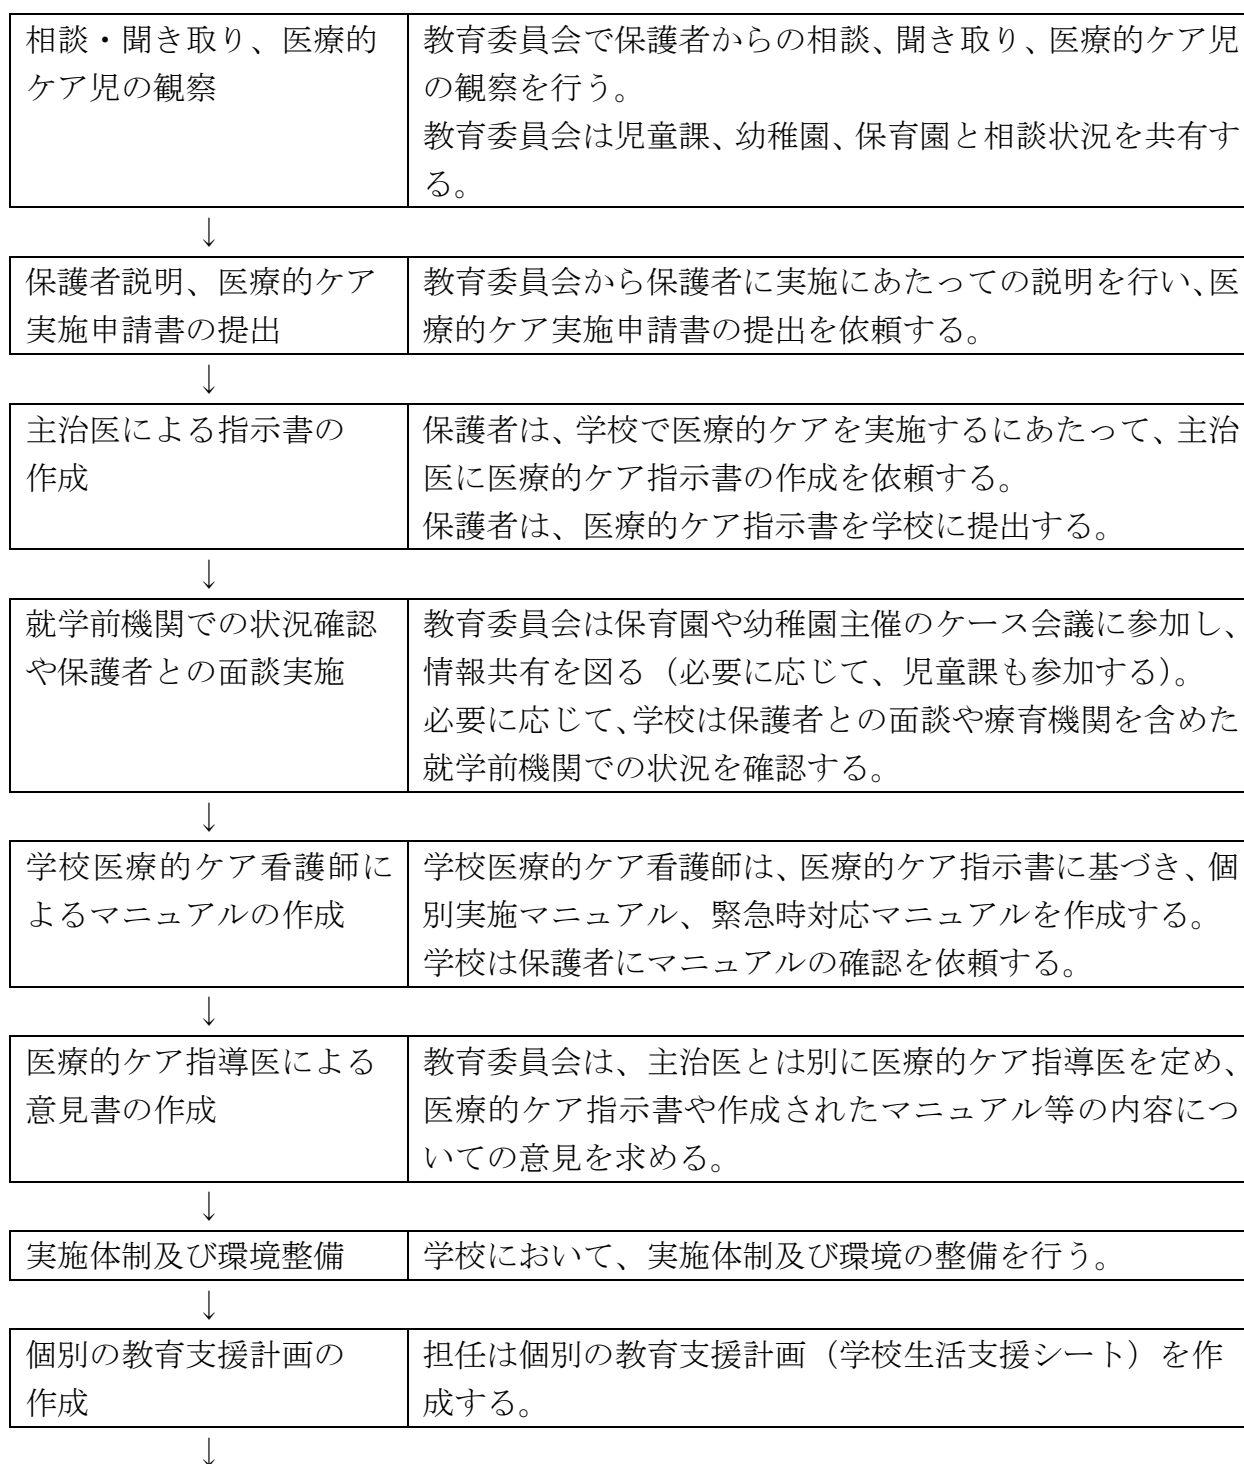 相談・聞き取り、医療的
ケア児の観察
教育委員会で保護者からの相談、聞き取り、医療的ケア児
の観察を行う。
教育委員会は児童課、幼稚園、保育園と相談状況を共有す
る。
↓
保護者説明、医療的ケア
実施申請書の提出
教育委員会から保護者に実施にあたっての説明を行い、医
療的ケア実施申請書の提出を依頼する。
↓
主治医による指示書の
作成
保護者は、学校で医療的ケアを実施するにあたって、主治
医に医療的ケア指示書の作成を依頼する。
保護者は、医療的ケア指示書を学校に提出する。
↓
就学前機関での状況確認
や保護者との面談実施
教育委員会は保育園や幼稚園主催のケース会議に参加し、
情報共有を図る（必要に応じて、児童課も参加する）。
必要に応じて、学校は保護者との面談や療育機関を含めた
就学前機関での状況を確認する。
↓
学校医療的ケア看護師に
よるマニュアルの作成
学校医療的ケア看護師は、医療的ケア指示書に基づき、個
別実施マニュアル、緊急時対応マニュアルを作成する。
学校は保護者にマニュアルの確認を依頼する。
↓
医療的ケア指導医による
意見書の作成
教育委員会は、主治医とは別に医療的ケア指導医を定め、
医療的ケア指示書や作成されたマニュアル等の内容につ
いての意見を求める。
↓
実施体制及び環境整備
学校において、実施体制及び環境の整備を行う。
↓
個別の教育支援計画の
作成
担任は個別の教育支援計画（学校生活支援シート）を作
成する。
↓